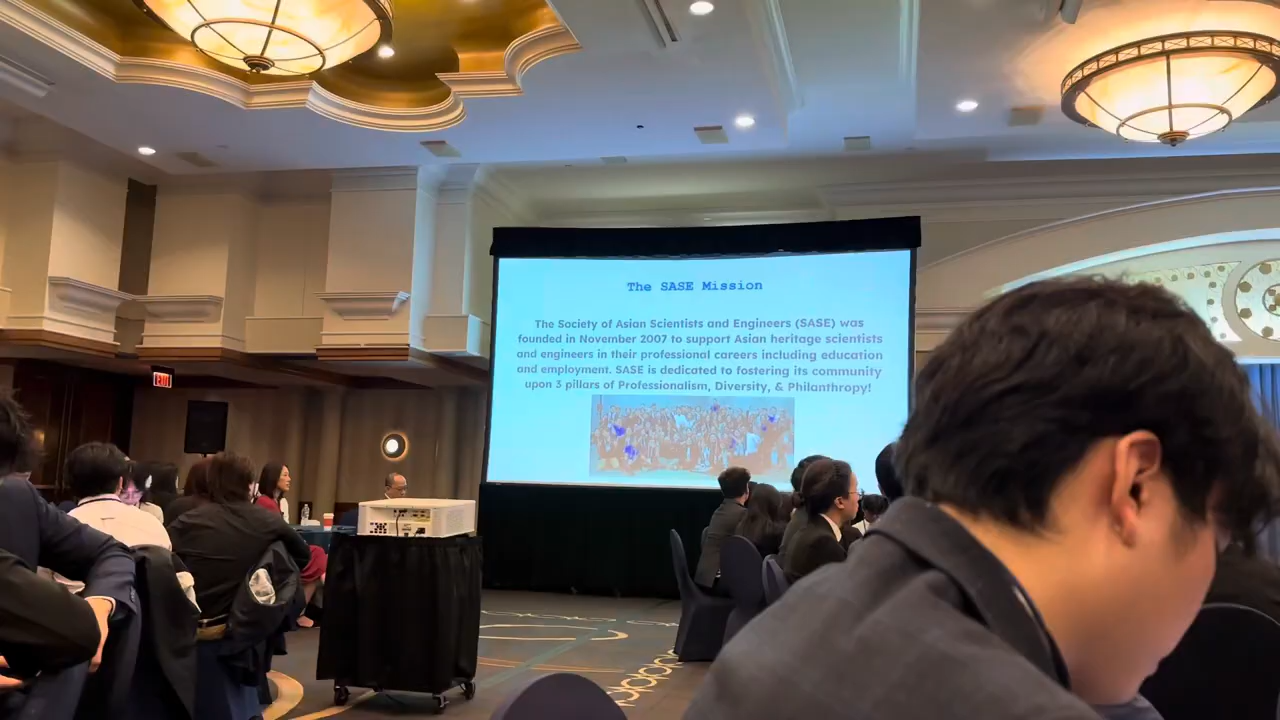 The SASE Mission
The Society of Asian Scientists and Engineers (SASE) was
founded in November 2007 to support Asian heritage scientists
and engineers in their professional careers including education
and employment. SASE is dedicated to fostering its community
upon 3 pillars of Professionalism, Diversity, & Philanthropy!
EXIT